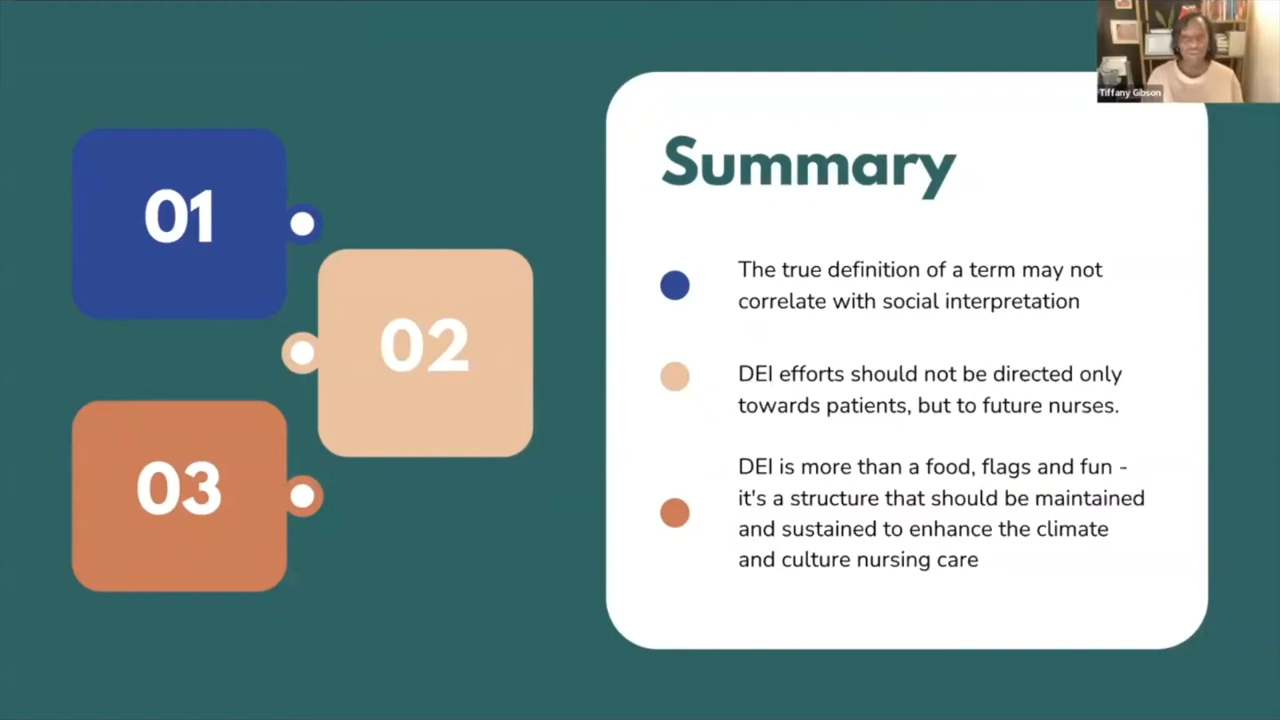 Tiffany Gibson
01
02
03
Summary
The true definition of a term may not
correlate with social interpretation
DEI efforts should not be directed only
towards patients, but to future nurses.
DEI is more than a food, flags and fun -
it's a structure that should be maintained
and sustained to enhance the climate
and culture nursing care